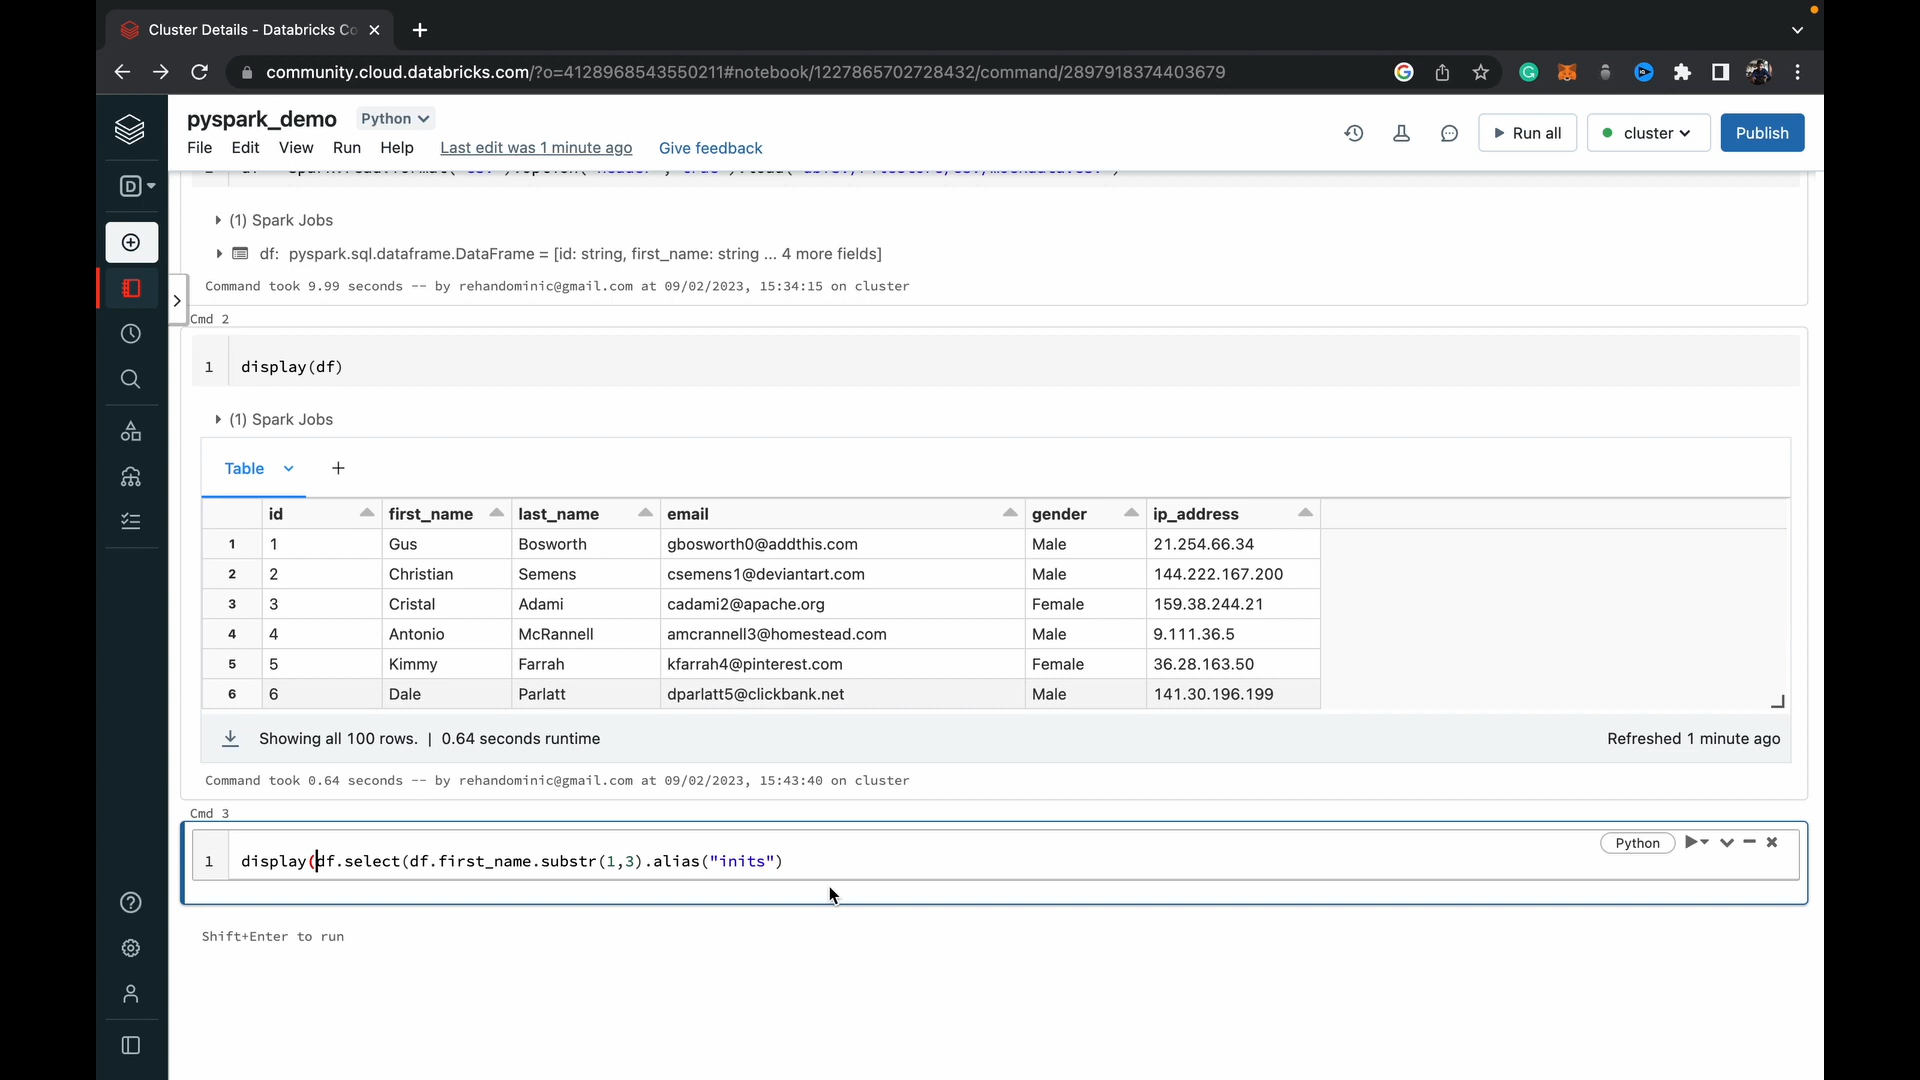 Cluster Details - Databricks Co
community.cloud.databricks.com/?o=4128968543550211#notebook/1227865702728432/command/2897918374403679
pyspark_demo Python
File Edit View Run Help Last edit was 1 minute ago Give feedback
Run all cluster Publish
D
(1) Spark Jobs
df: pyspark.sql.dataframe.DataFrame = [id: string, first_name: string ... 4 more fields]
Command took 9.99 seconds -- by rehandominic@gmail.com at 09/02/2023, 15:34:15 on cluster
Cmd 2
1 display(df)
(1) Spark Jobs
Table +
id first_name last_name email gender ip_address
1 1 Gus Bosworth gbosworth0@addthis.com Male 21.254.66.34
2 2 Christian Semens csemens1@deviantart.com Male 144.222.167.200
3 3 Cristal Adami cadami2@apache.org Female 159.38.244.21
4 4 Antonio McRannell amcrannell3@homestead.com Male 9.111.36.5
5 5 Kimmy Farrah kfarrah4@pinterest.com Female 36.28.163.50
6 6 Dale Parlatt dparlatt5@clickbank.net Male 141.30.196.199
Showing all 100 rows. | 0.64 seconds runtime Refreshed 1 minute ago
Command took 0.64 seconds -- by rehandominic@gmail.com at 09/02/2023, 15:43:40 on cluster
Cmd 3
Python
1 display(df.select(df.first_name.substr(1,3).alias("inits")
Shift+Enter to run